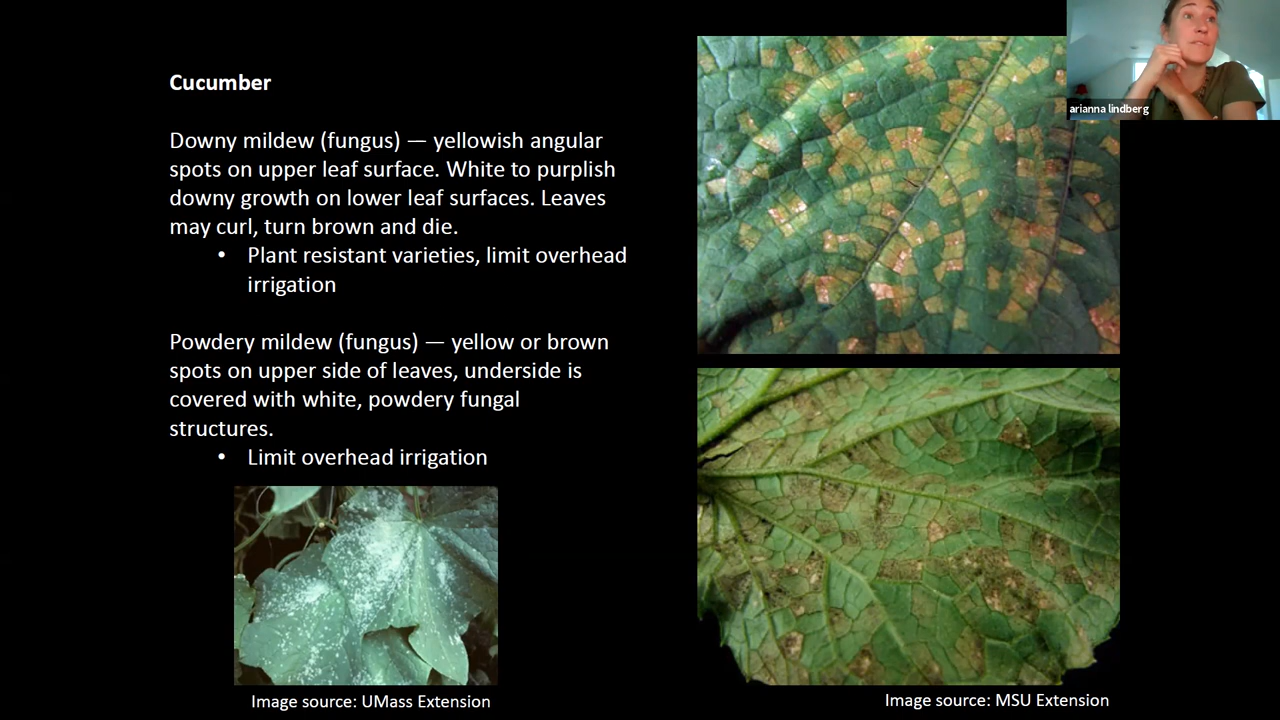 Cucumber
Downy mildew (fungus) — yellowish angular
spots on upper leaf surface. White to purplish
downy growth on lower leaf surfaces. Leaves
may curl, turn brown and die.
• Plant resistant varieties, limit overhead
irrigation
Powdery mildew (fungus) — yellow or brown
spots on upper side of leaves, underside is
covered with white, powdery fungal
structures.
• Limit overhead irrigation
Image source: UMass Extension
arianna lindberg
Image source: MSU Extension